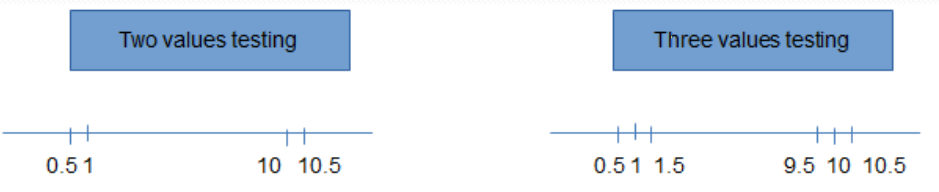 Two values testing
Three values testing
0.5 1 10 10.5
0.5 1 1.5 9.5 10 10.5